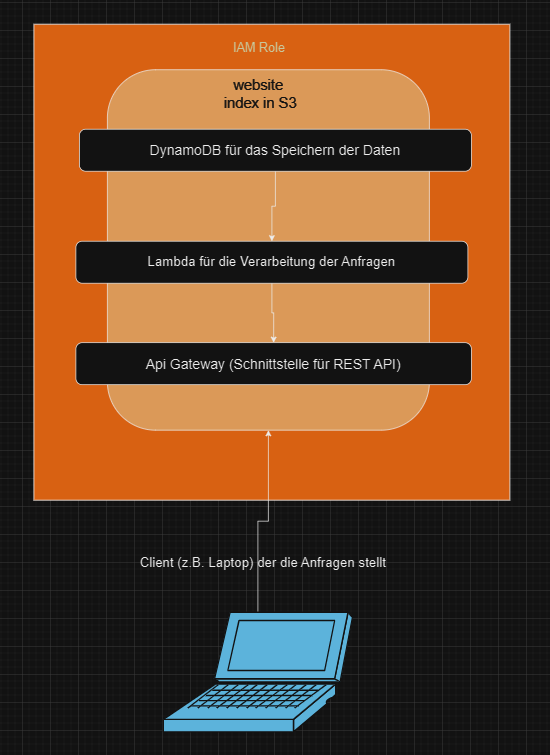 IAM Role
website
index in S3
DynamoDB für das Speichern der Daten
Lambda für die Verarbeitung der Anfragen
Api Gateway (Schnittstelle für REST API)
Client (z.B. Laptop) der die Anfragen stellt